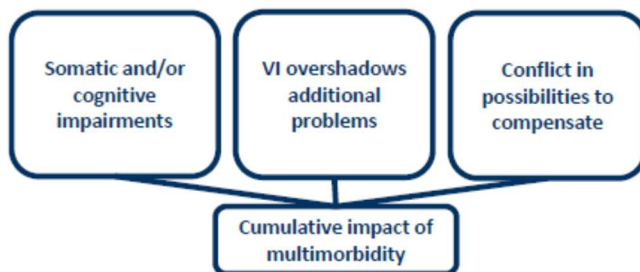 Somatic and/or
cognitive
impairments
VI overshadows
additional
problems
Conflict in
possibilities to
compensate
Cumulative impact of
multimorbidity